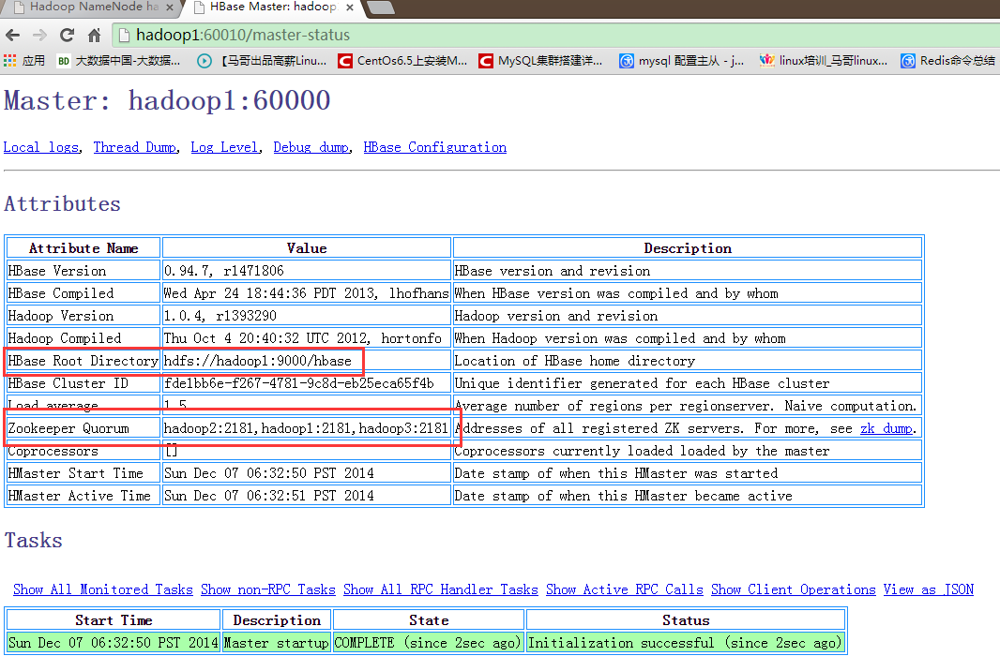 Hadoop NameNode ha
HBase Master: hadoop
hadoop1:60010/master-status
应用 BD 大数据中国-大数据... 【马哥出品高薪Linu... CentOs6.5上安装M... MySQL集群搭建详... mysql 配置主从 - j... linux培训_马哥linux... Redis命令总结
Master: hadoop1:60000
Local logs, Thread Dump, Log Level, Debug dump, HBase Configuration
Attributes
Attribute Name Value Description
HBase Version 0.94.7, r1471806 HBase version and revision
HBase Compiled Wed Apr 24 18:44:36 PDT 2013, lhofhans When HBase version was compiled and by whom
Hadoop Version 1.0.4, r1393290 Hadoop version and revision
Hadoop Compiled Thu Oct 4 20:40:32 UTC 2012, hortonfo When Hadoop version was compiled and by whom
HBase Root Directory hdfs://hadoop1:9000/hbase Location of HBase home directory
HBase Cluster ID fde1bb6e-f267-4781-9c8d-eb25eca65f4b Unique identifier generated for each HBase cluster
Load average 1.5 Average number of regions per regionserver. Naive computation.
Zookeeper Quorum hadoop2:2181,hadoop1:2181,hadoop3:2181 Addresses of all registered ZK servers. For more, see zk dump.
Coprocessors [] Coprocessors currently loaded loaded by the master
HMaster Start Time Sun Dec 07 06:32:50 PST 2014 Date stamp of when this HMaster was started
HMaster Active Time Sun Dec 07 06:32:51 PST 2014 Date stamp of when this HMaster became active
Tasks
Show All Monitored Tasks Show non-RPC Tasks Show All RPC Handler Tasks Show Active RPC Calls Show Client Operations View as JSON
Start Time Description State Status
Sun Dec 07 06:32:50 PST 2014 Master startup COMPLETE (since 2sec ago) Initialization successful (since 2sec ago)